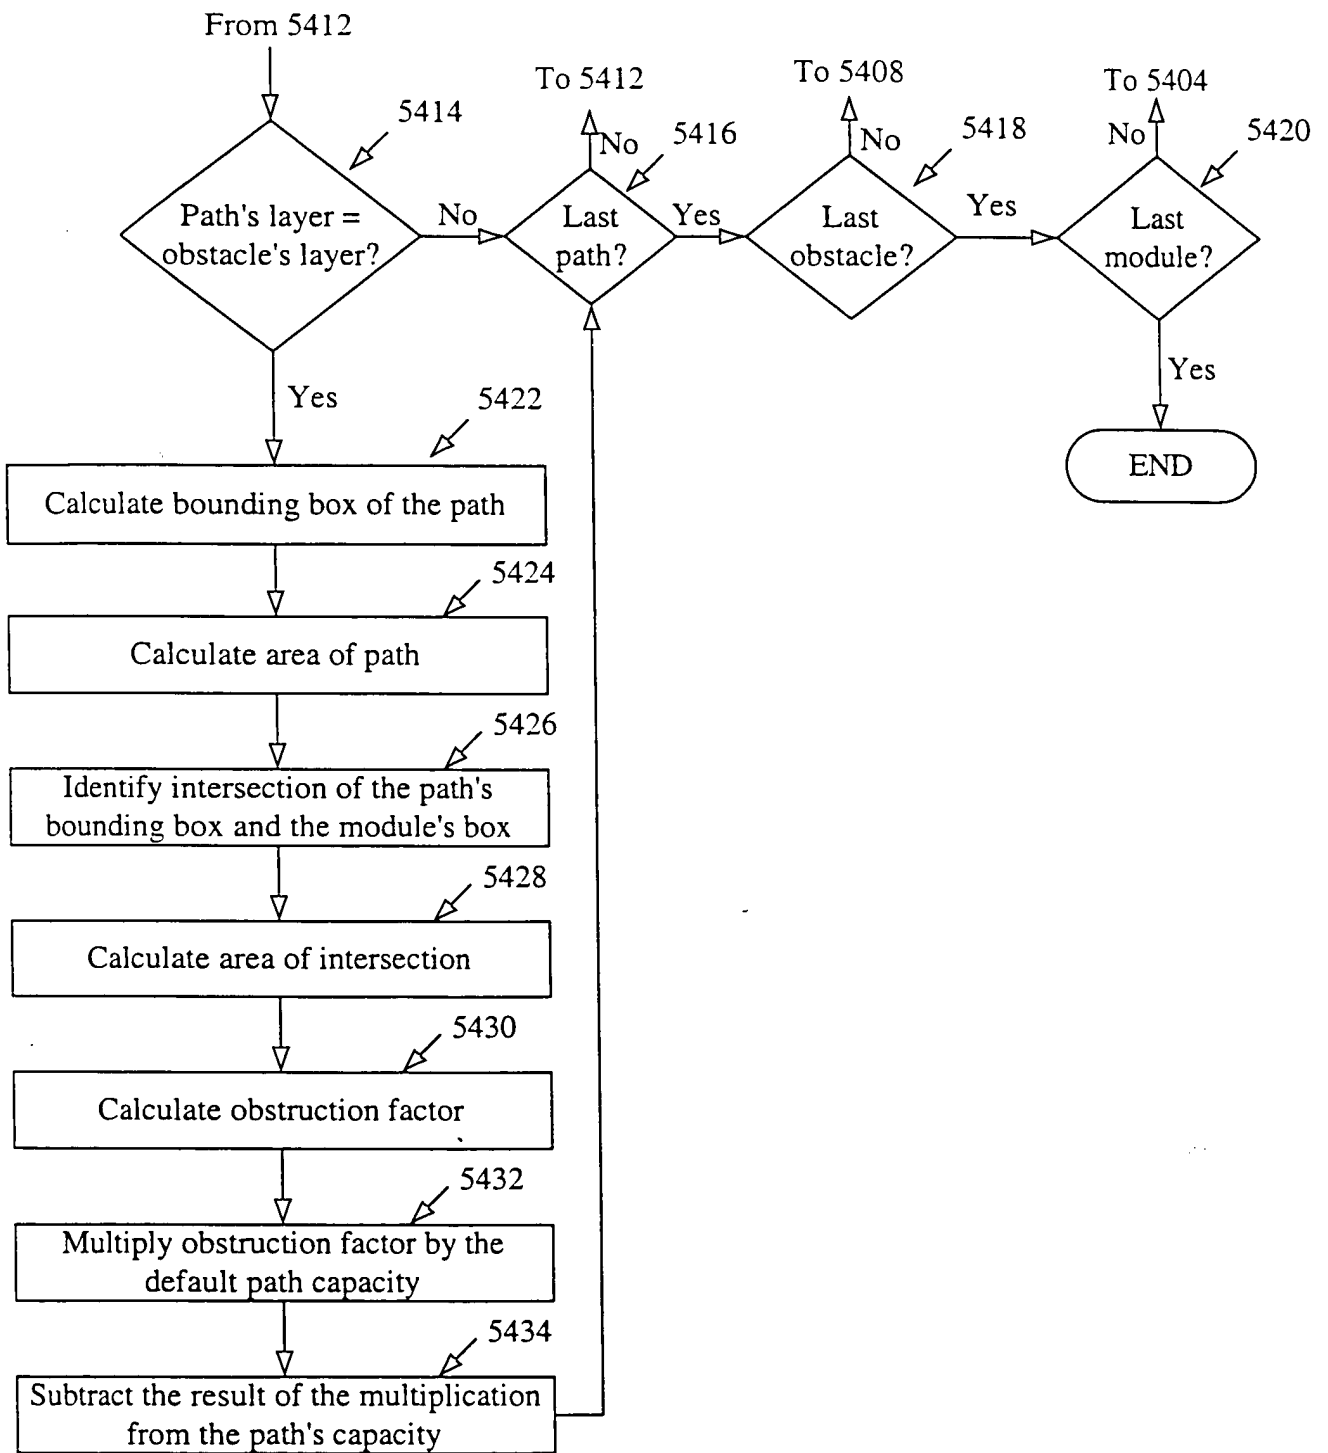 From 5412
To 5412
To 5408
To 5404
5414
5416
5418
5420
No
No
No
Path's layer =
obstacle's layer?
No
Last
path?
Yes
Last
obstacle?
Yes
Last
module?
Yes
Yes
END
5422
Calculate bounding box of the path
5424
Calculate area of path
5426
Identify intersection of the path's
bounding box and the module's box
5428
Calculate area of intersection
5430
Calculate obstruction factor
5432
Multiply obstruction factor by the
default path capacity
5434
Subtract the result of the multiplication
from the path's capacity